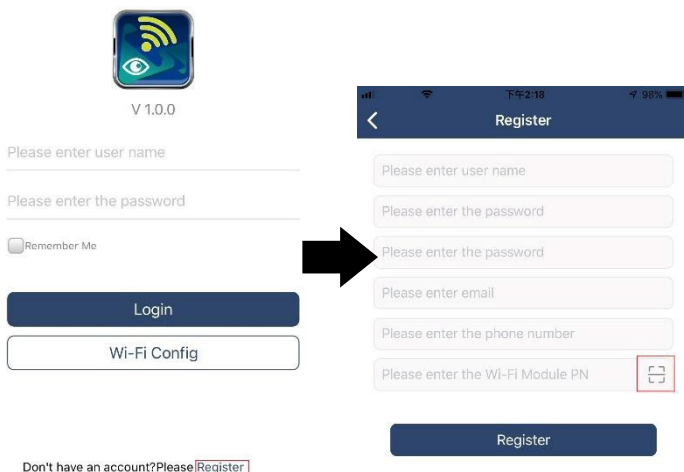 V 1.0.0
Please enter user name
Please enter the password
Remember Me
Login
Wi-Fi Config
Don't have an account?Please Register
下午2:18
98%
Register
Please enter user name
Please enter the password
Please enter the password
Please enter email
Please enter the phone number
Please enter the Wi-Fi Module PN
Register